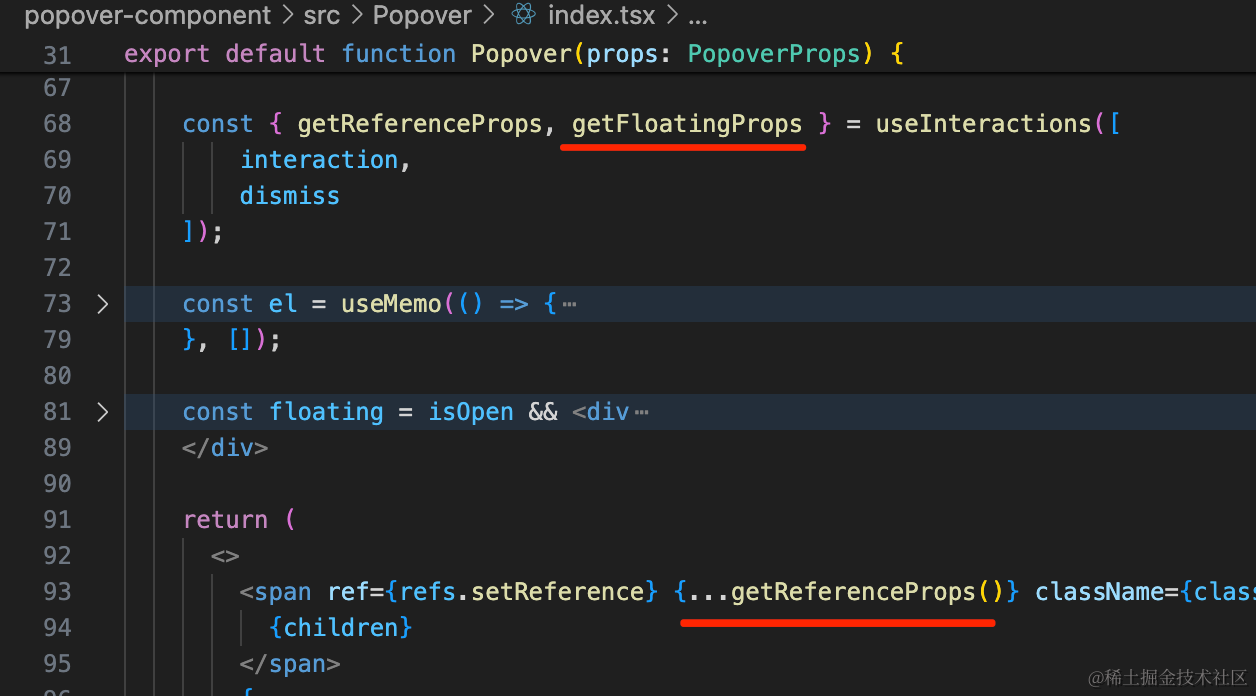 popover-component > src > Popover > index.tsx > ...
31 export default function Popover(props: PopoverProps) {
67
68 const { getReferenceProps, getFloatingProps } = useInteractions([
69 interaction,
70 dismiss
71 ]);
72
73 const el = useMemo(() => {⋯
79 }, []);
80
81 const floating = isOpen && <div⋯
89 </div>
90
91 return (
92 <>
93 <span ref={refs.setReference} {...getReferenceProps()} className={clas
94 {children}
95 </span>
96 {
@稀土掘金技术社区